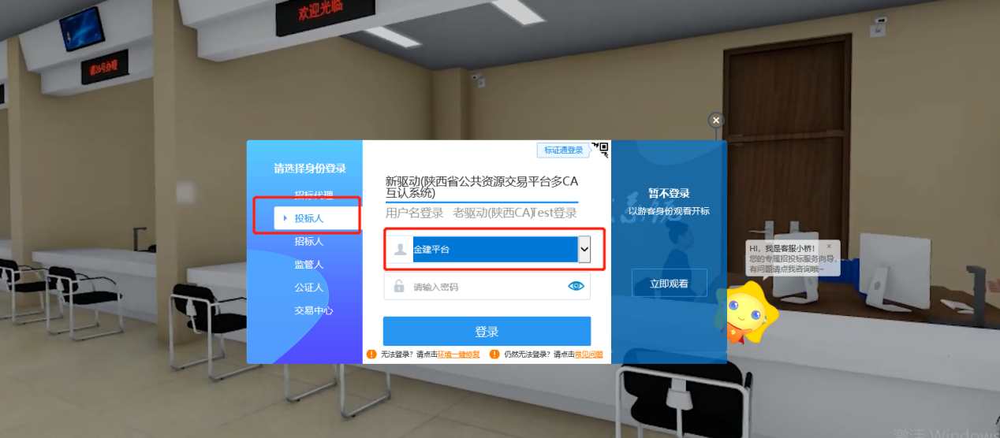 欢迎光临
请26号办理
标证通登录
请选择身份登录
招标代理
投标人
招标人
监管人
公证人
交易中心
新驱动(陕西省公共资源交易平台多CA
互认系统)
用户名登录 老驱动(陕西CA)Test登录
金建平台
请输入密码
登录
无法登录？请点击环境一键修复 仍然无法登录？请点击常见问题
暂不登录
以游客身份观看开标
系统
立即观看
HI，我是客服小桥！
您的专属招投标服务向导，
有问题请点我咨询哦~
激活 Windows